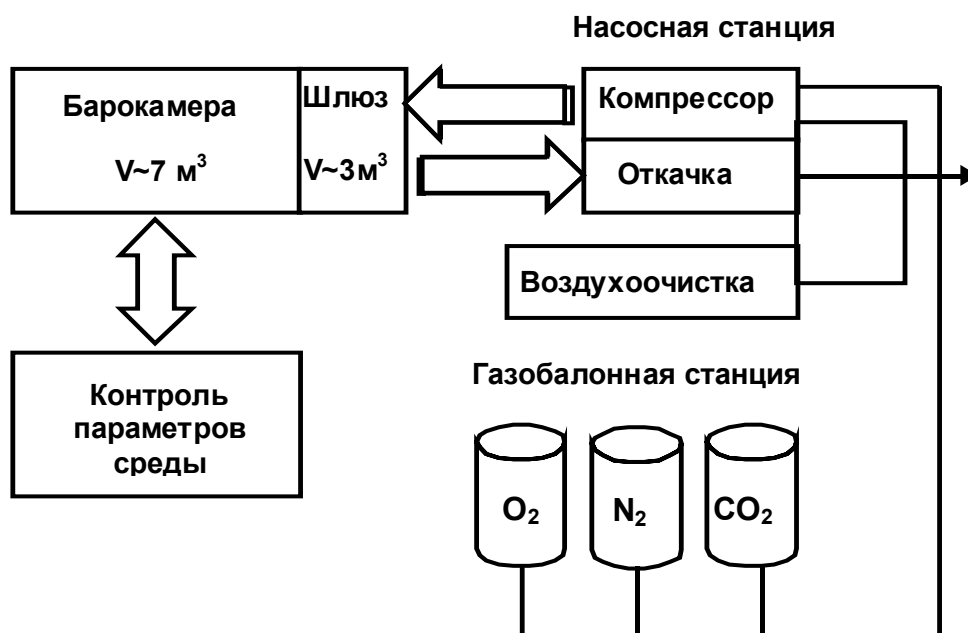 Насосная станция
Барокамера
V~7 м³
Шлюз
V~3м³
Компрессор
Откачка
Воздухоочистка
Контроль
параметров
среды
Газобалонная станция
O₂
N₂
CO₂